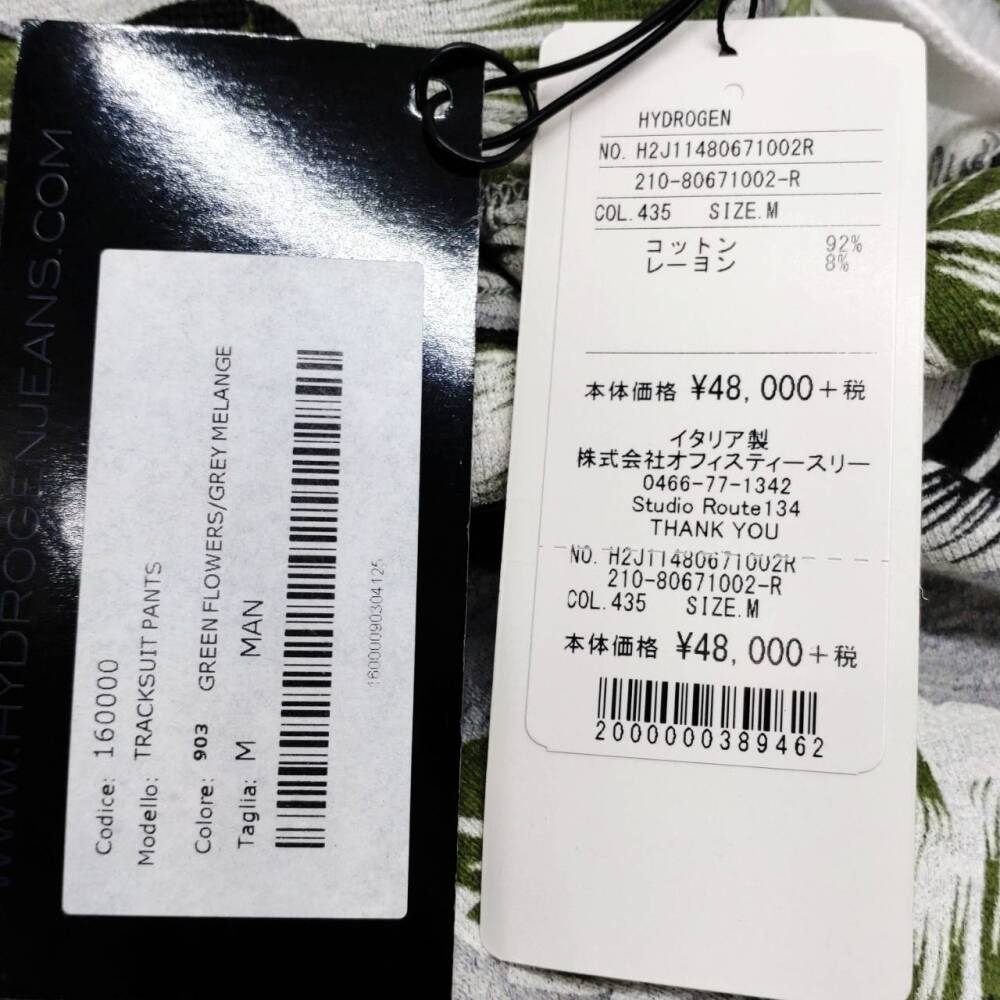 WWW.HYDROGENJEANS.COM
Codice: 160000
Modello: TRACKSUIT PANTS
Colore: 903 GREEN FLOWERS/GREY MELANGE
Taglia: M MAN
1600009030412​5
HYDROGEN
NO. H2J11480671002R
210-80671002-R
COL.435 SIZE.M
コットン 92%
レーヨン 8%
本体価格 ¥48,000+税
イタリア製
株式会社オフィスティースリー
0466-77-1342
Studio Route134
THANK YOU
NO. H2J11480671002R
210-80671002-R
COL.435 SIZE.M
本体価格 ¥48,000+税
2000000389462